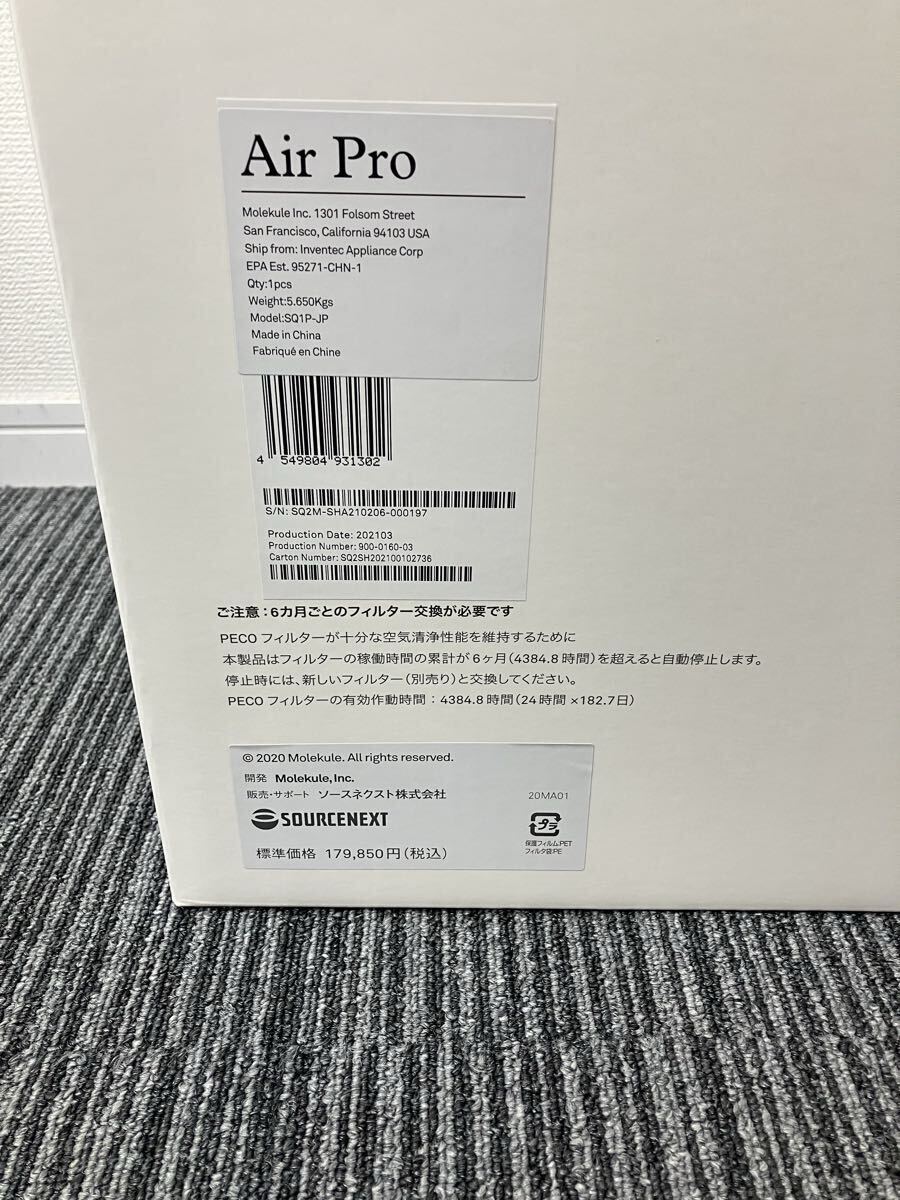 Air Pro
Molekule Inc. 1301 Folsom Street
San Francisco, California 94103 USA
Ship from: Inventec Appliance Corp
EPA Est. 95271-CHN-1
Qty:1pcs
Weight:5.650Kgs
Model:SQ1P-JP
Made in China
Fabriqué en Chine
4 549804 931302
S/N: SQ2M-SHA210206-000197
Production Date: 202103
Production Number: 900-0160-03
Carton Number: SQ2SH202100102736
ご注意：6カ月ごとのフィルター交換が必要です
PECO フィルターが十分な空気清浄性能を維持するために
本製品はフィルターの稼働時間の累計が6ヶ月(4384.8時間)を超えると自動停止します。
停止時には、新しいフィルター(別売り)と交換してください。
PECO フィルターの有効作動時間：4384.8時間(24時間×182.7日)
© 2020 Molekule. All rights reserved.
開発 Molekule, Inc.
販売・サポート ソースネクスト株式会社 20MA01
SOURCENEXT
プラ
保護フィルム:PET
フィルタ袋:PE
標準価格 179,850円(税込)